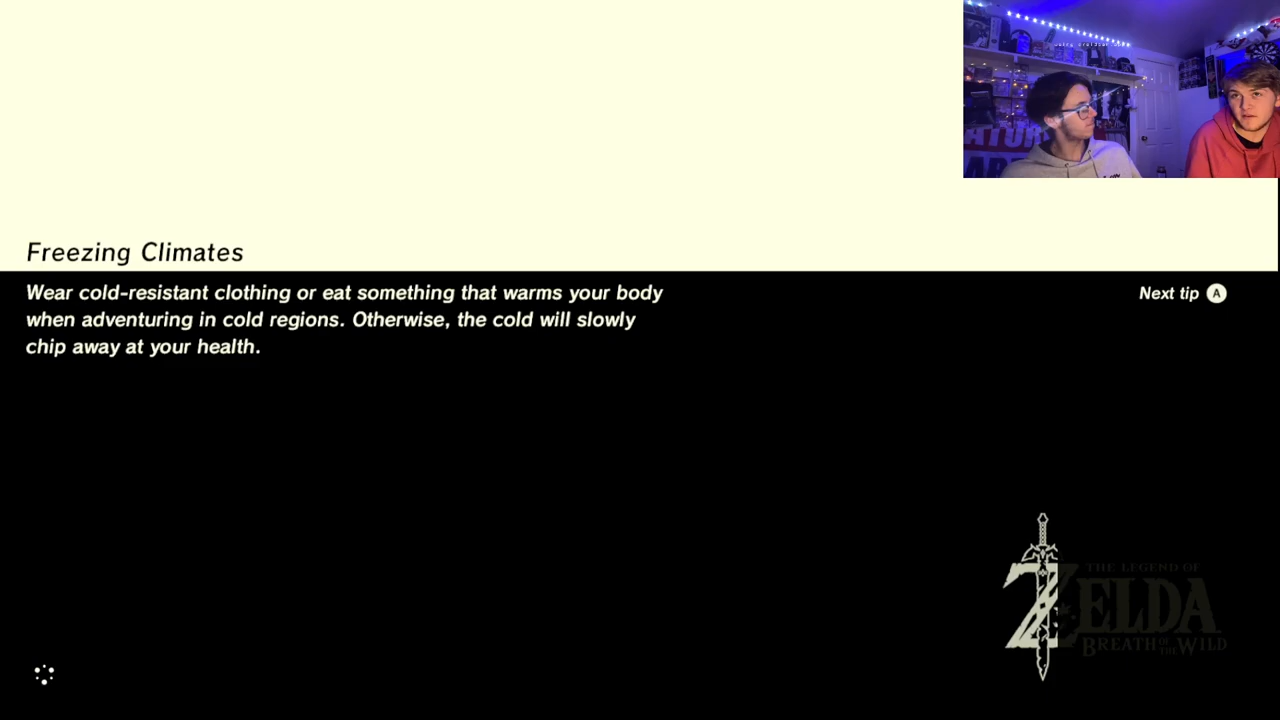 Freezing Climates
Wear cold-resistant clothing or eat something that warms your body
when adventuring in cold regions. Otherwise, the cold will slowly
chip away at your health.
Next tip A
THE LEGEND OF
ZELDA
BREATH OF THE WILD